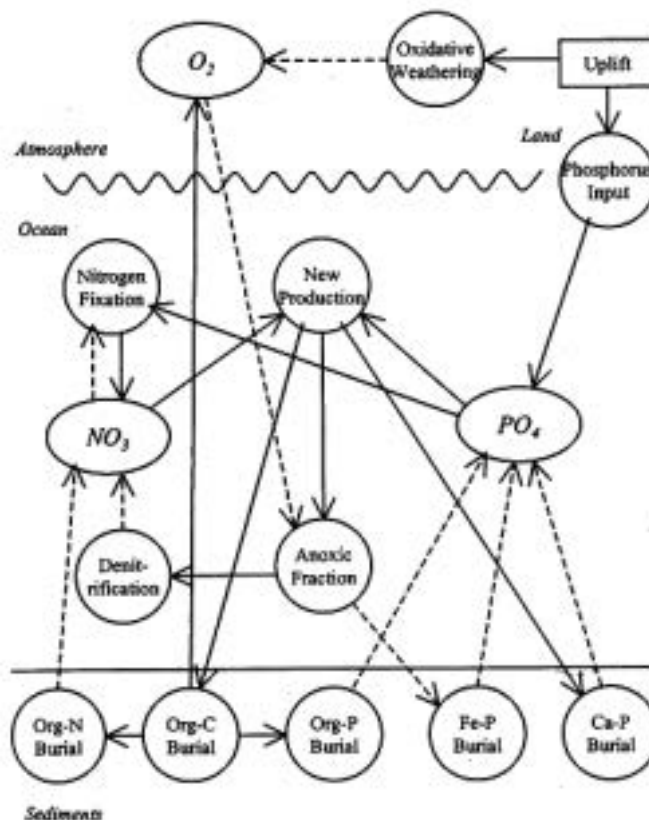 O2
Oxidative
Weathering
Uplift
Atmosphere
Land
Phosphorus
Input
Ocean
Nitrogen
Fixation
New
Production
NO3
PO4
Denit-
rification
Anoxic
Fraction
Org-N
Burial
Org-C
Burial
Org-P
Burial
Fe-P
Burial
Ca-P
Burial
Sediments